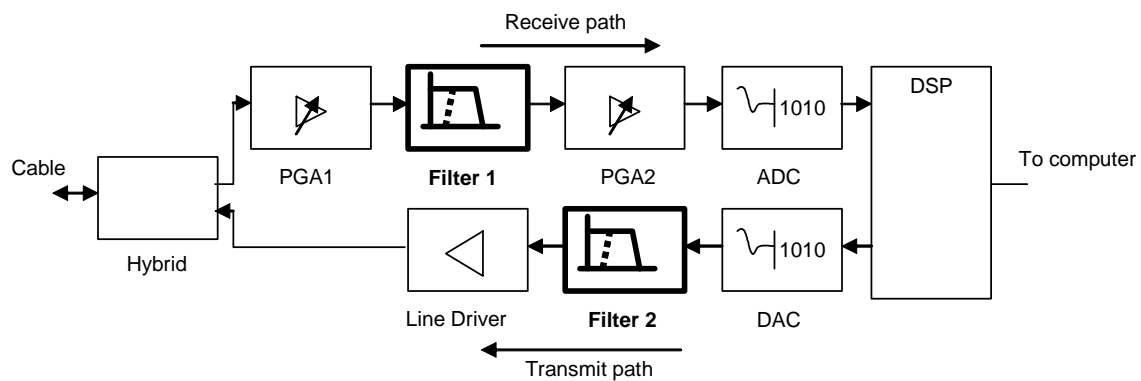 Receive path
1010
DSP
PGA1
Filter 1
PGA2
ADC
Cable
To computer
Hybrid
1010
Line Driver
Filter 2
DAC
Transmit path